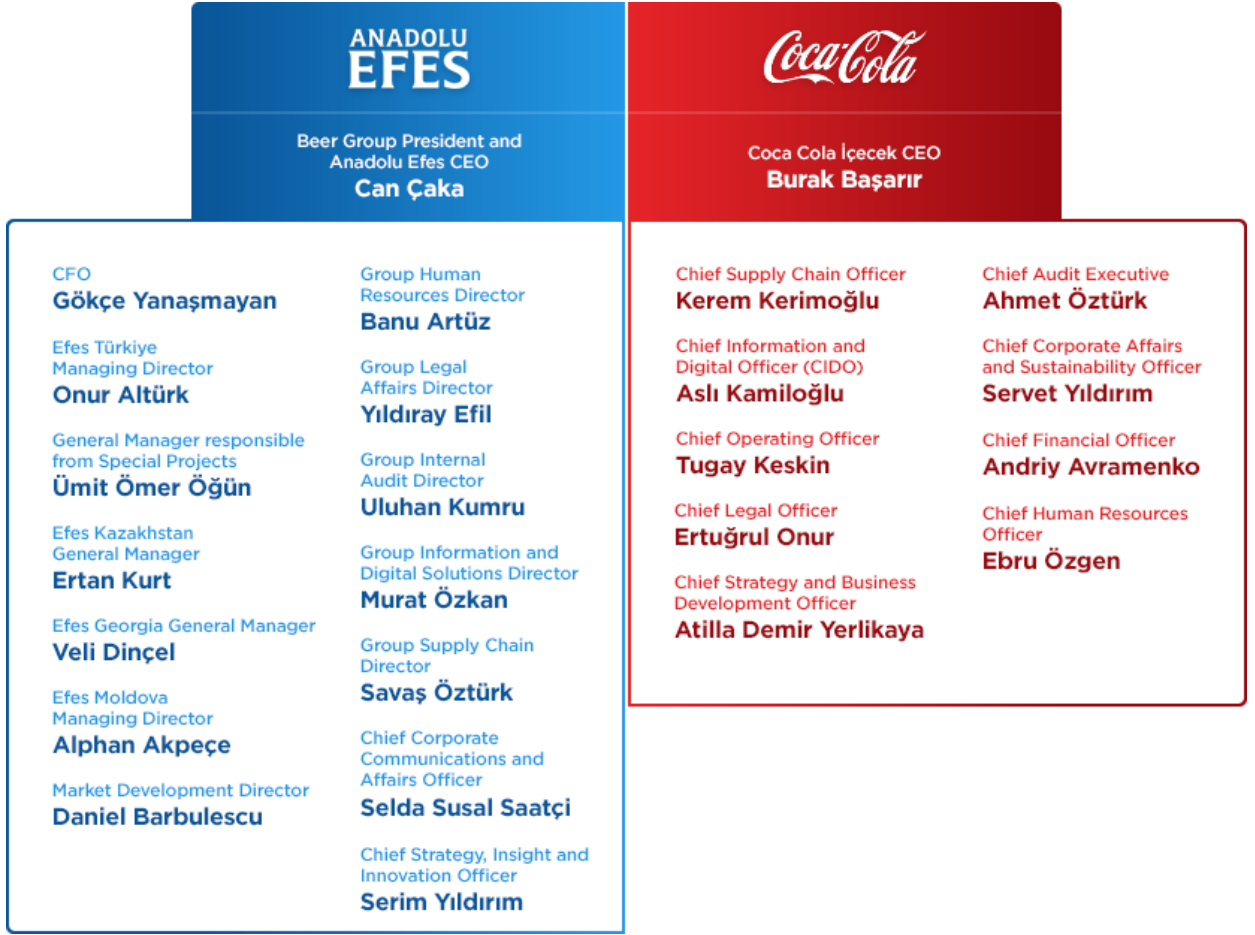 ANADOLU
EFES
Beer Group President and
Anadolu Efes CEO
Can Çaka
CFO
Gökçe Yanaşmayan
Efes Türkiye
Managing Director
Onur Altürk
General Manager responsible
from Special Projects
Ümit Ömer Öğün
Efes Kazakhstan
General Manager
Ertan Kurt
Efes Georgia General Manager
Veli Dinçel
Efes Moldova
Managing Director
Alphan Akpeçe
Market Development Director
Daniel Barbulescu
Group Human
Resources Director
Banu Artüz
Group Legal
Affairs Director
Yıldıray Efil
Group Internal
Audit Director
Uluhan Kumru
Group Information and
Digital Solutions Director
Murat Özkan
Group Supply Chain
Director
Savaş Öztürk
Chief Corporate
Communications and
Affairs Officer
Selda Susal Saatçi
Chief Strategy, Insight and
Innovation Officer
Serim Yıldırım
Coca-Cola
Coca Cola İçecek CEO
Burak Başarır
Chief Supply Chain Officer
Kerem Kerimoğlu
Chief Information and
Digital Officer (CIDO)
Aslı Kamiloğlu
Chief Operating Officer
Tugay Keskin
Chief Legal Officer
Ertuğrul Onur
Chief Strategy and Business
Development Officer
Atilla Demir Yerlikaya
Chief Audit Executive
Ahmet Öztürk
Chief Corporate Affairs
and Sustainability Officer
Servet Yıldırım
Chief Financial Officer
Andriy Avramenko
Chief Human Resources
Officer
Ebru Özgen